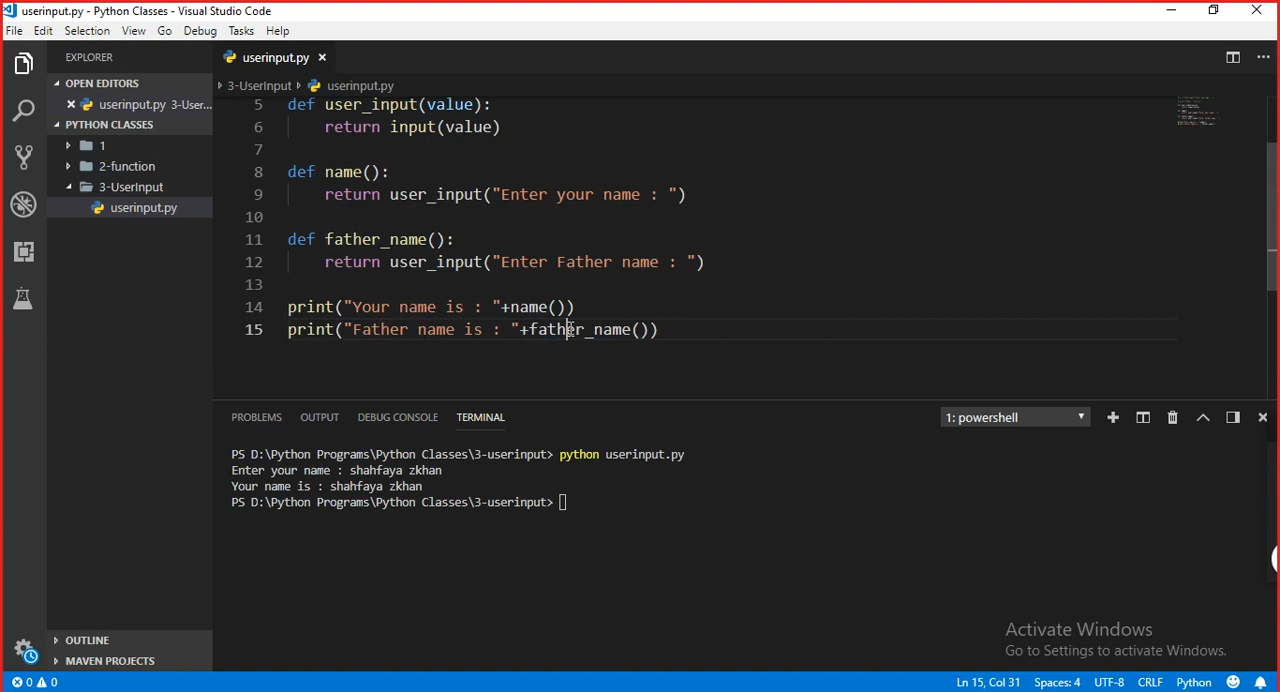 userinput.py - Python Classes - Visual Studio Code
File Edit Selection View Go Debug Tasks Help
EXPLORER
OPEN EDITORS
userinput.py 3-User...
PYTHON CLASSES
1
2-function
3-UserInput
userinput.py
OUTLINE
MAVEN PROJECTS
userinput.py
3-UserInput userinput.py
5 def user_input(value):
6 return input(value)
7
8 def name():
9 return user_input("Enter your name : ")
10
11 def father_name():
12 return user_input("Enter Father name : ")
13
14 print("Your name is : "+name())
15 print("Father name is : "+father_name())
PROBLEMS OUTPUT DEBUG CONSOLE TERMINAL 1: powershell
PS D:\Python Programs\Python Classes\3-userinput> python userinput.py
Enter your name : shahfaya zkhan
Your name is : shahfaya zkhan
PS D:\Python Programs\Python Classes\3-userinput>
Activate Windows
Go to Settings to activate Windows.
0 0 Ln 15, Col 31 Spaces: 4 UTF-8 CRLF Python